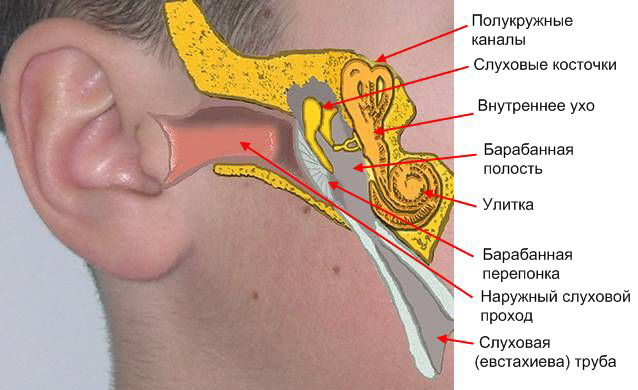 Полукружные
каналы
Слуховые косточки
Внутреннее ухо
Барабанная
полость
Улитка
Барабанная
перепонка
Наружный слуховой
проход
Слуховая
(евстахиева) труба